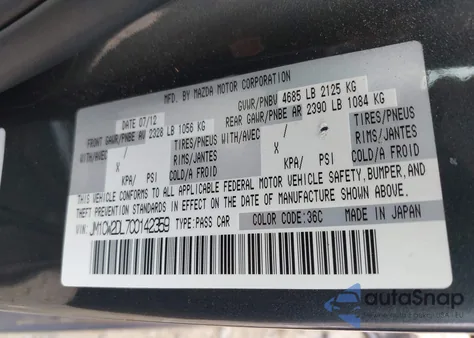 MFD. BY MAZDA MOTOR CORPORATION
DATE 07/12 GVWR/PNBV 4685 LB 2125 KG
FRONT GAWR/PNBE AV 2328 LB 1056 KG REAR GAWR/PNBE AR 2390 LB 1084 KG
WITH/AVEC / TIRES/PNEUS WITH/AVEC / TIRES/PNEUS
X RIMS/JANTES X RIMS/JANTES
KPA/ PSI COLD/A FROID KPA/ PSI COLD/A FROID
THIS VEHICLE CONFORMS TO ALL APPLICABLE FEDERAL MOTOR VEHICLE SAFETY, BUMPER, AND
THEFT PREVENTION STANDARDS IN EFFECT ON THE DATE OF MANUFACTURE SHOWN ABOVE.
VIN: JM1CW2DL7C0142369 TYPE:PASS CAR COLOR CODE:36C MADE IN JAPAN
autoSnap